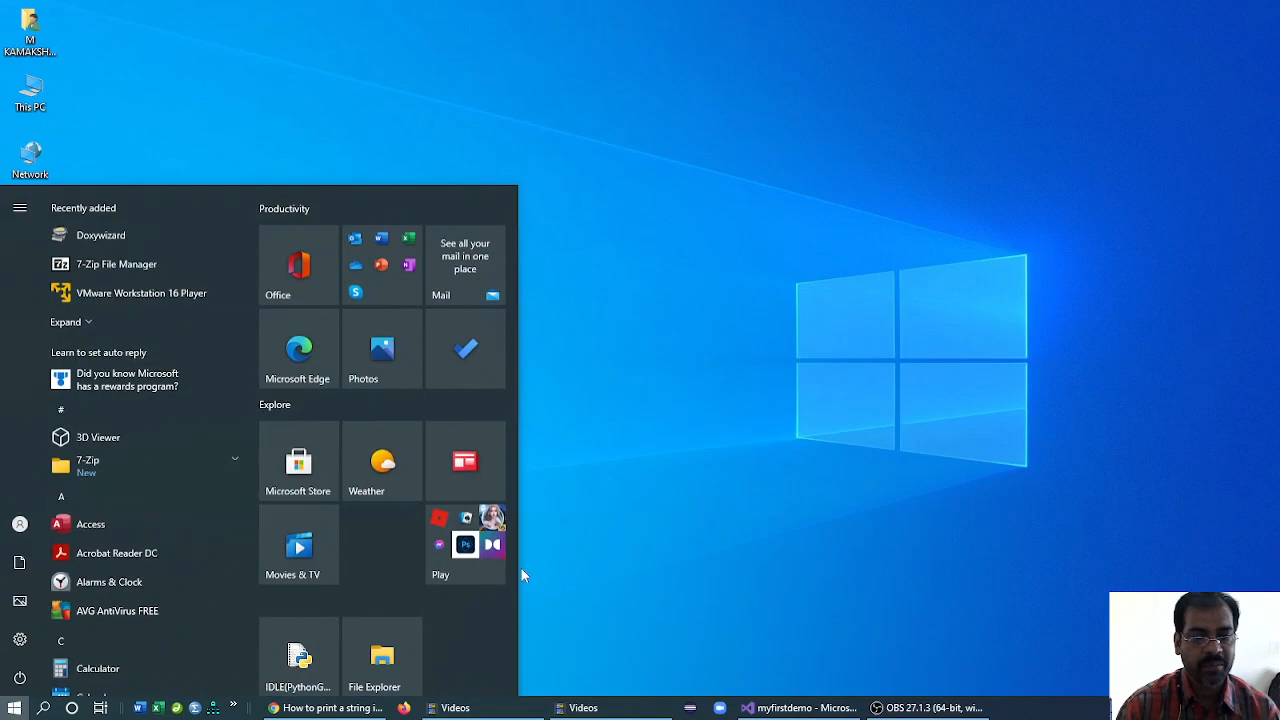 M
KAMAKSH...
This PC
Network
Recently added
Doxywizard
7-Zip File Manager
VMware Workstation 16 Player
Expand
Learn to set auto reply
Did you know Microsoft
has a rewards program?
#
3D Viewer
7-Zip
New
A
Access
Acrobat Reader DC
Alarms & Clock
AVG AntiVirus FREE
C
Calculator
Productivity
Office
See all your
mail in one
place
Mail
Microsoft Edge
Photos
Explore
Microsoft Store
Weather
Movies & TV
Ps
Play
IDLE(PythonG...
File Explorer
How to print a string i...
Videos
Videos
myfirstdemo - Micros...
OBS 27.1.3 (64-bit, wi...